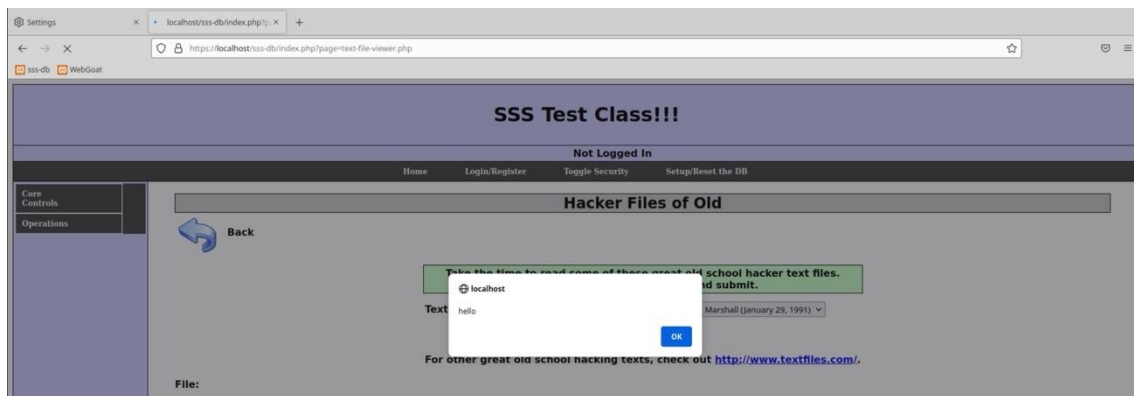 Settings
localhost/sss-db/index.php?p
https://localhost/sss-db/index.php?page=text-file-viewer.php
sss-db WebGoat
SSS Test Class!!!
Not Logged In
Home Login/Register Toggle Security Setup/Reset the DB
Core
Controls
Operations
Hacker Files of Old
Back
Take the time to read some of these great old school hacker text files.
submit.
localhost
hello
OK
Text
Marshall (January 29, 1991)
For other great old school hacking texts, check out http://www.textfiles.com/.
File: